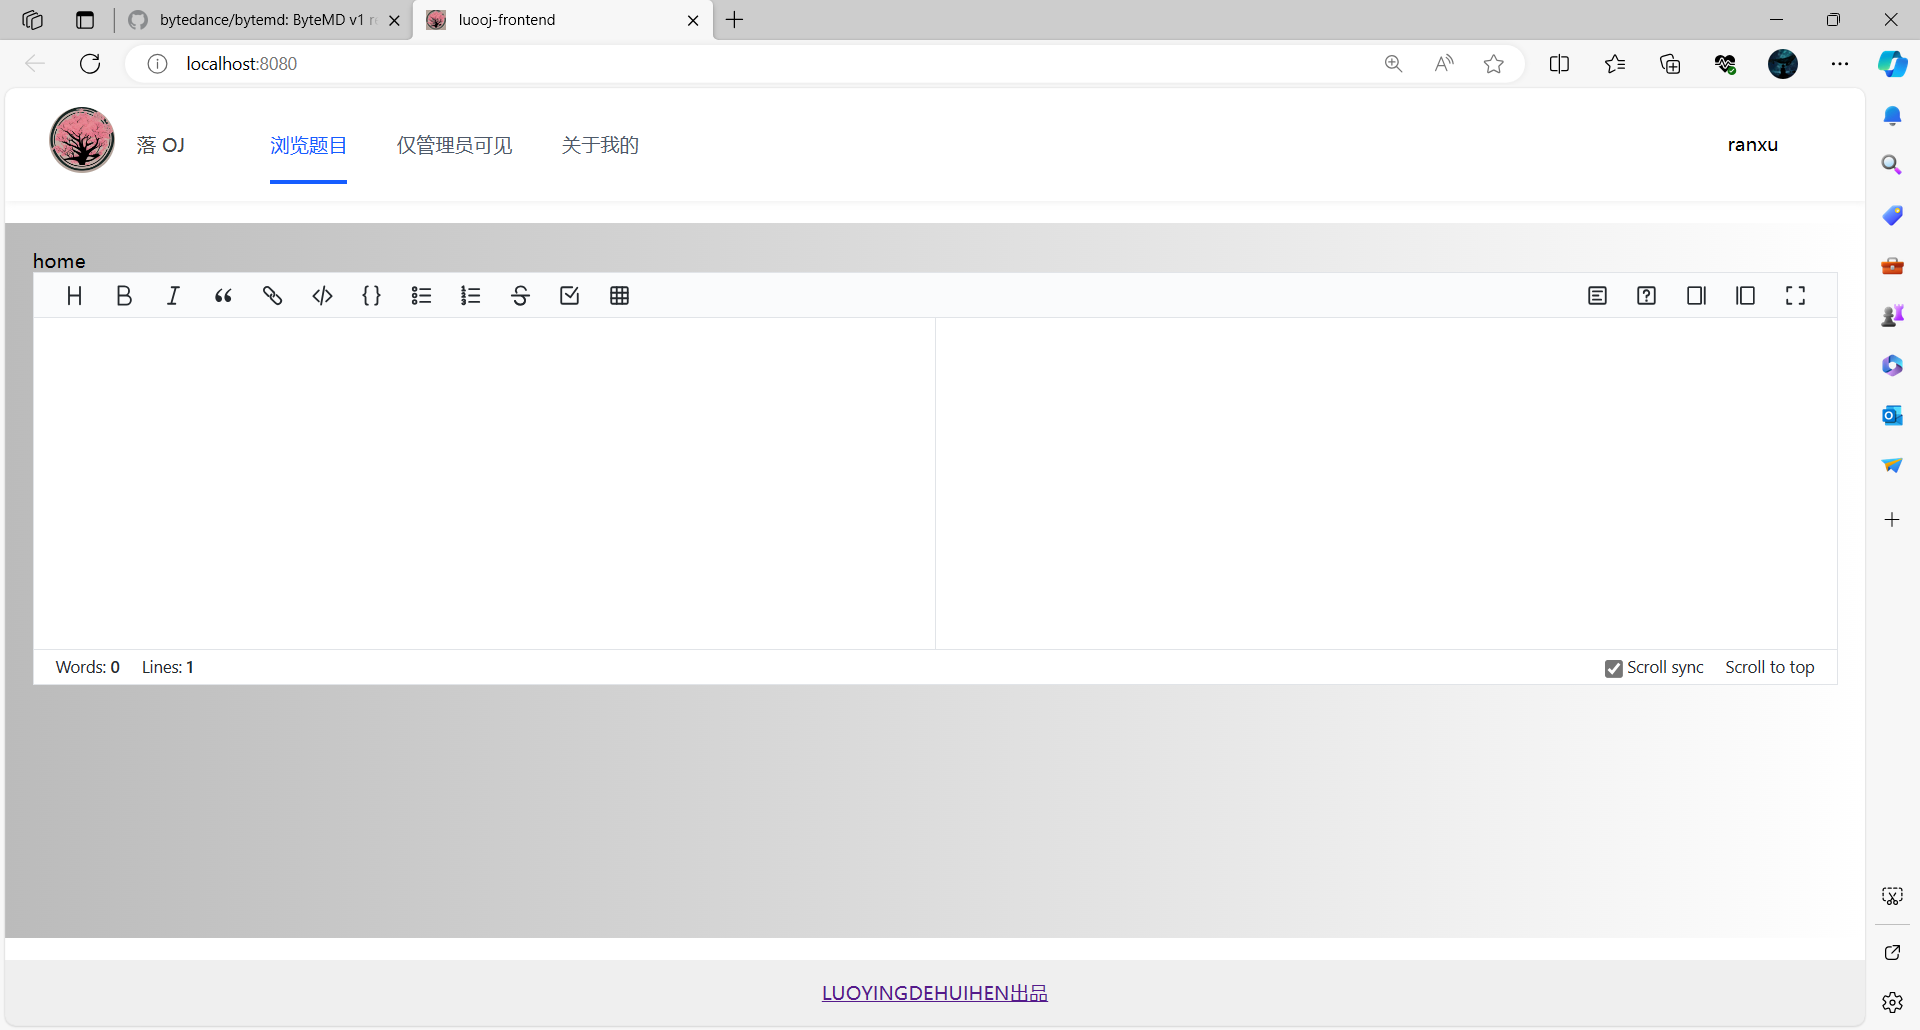 bytedance/bytemd: ByteMD v1 r
luooj-frontend
localhost:8080
落 OJ
浏览题目
仅管理员可见
关于我的
ranxu
home
Words: 0 Lines: 1
Scroll sync Scroll to top
LUOYINGDEHUIHEN出品